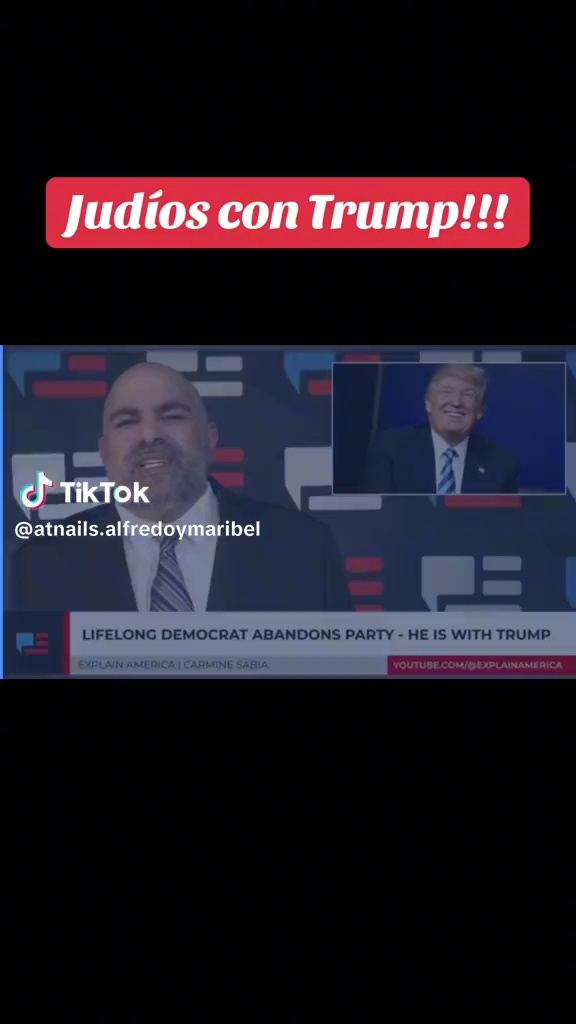 Judíos con Trump!!!
TikTok
@atnails.alfredoymaribel
LIFELONG DEMOCRAT ABANDONS PARTY - HE IS WITH TRUMP
EXPLAIN AMERICA | CARMINE SABIA
YOUTUBE.COM/@EXPLAINAMERICA